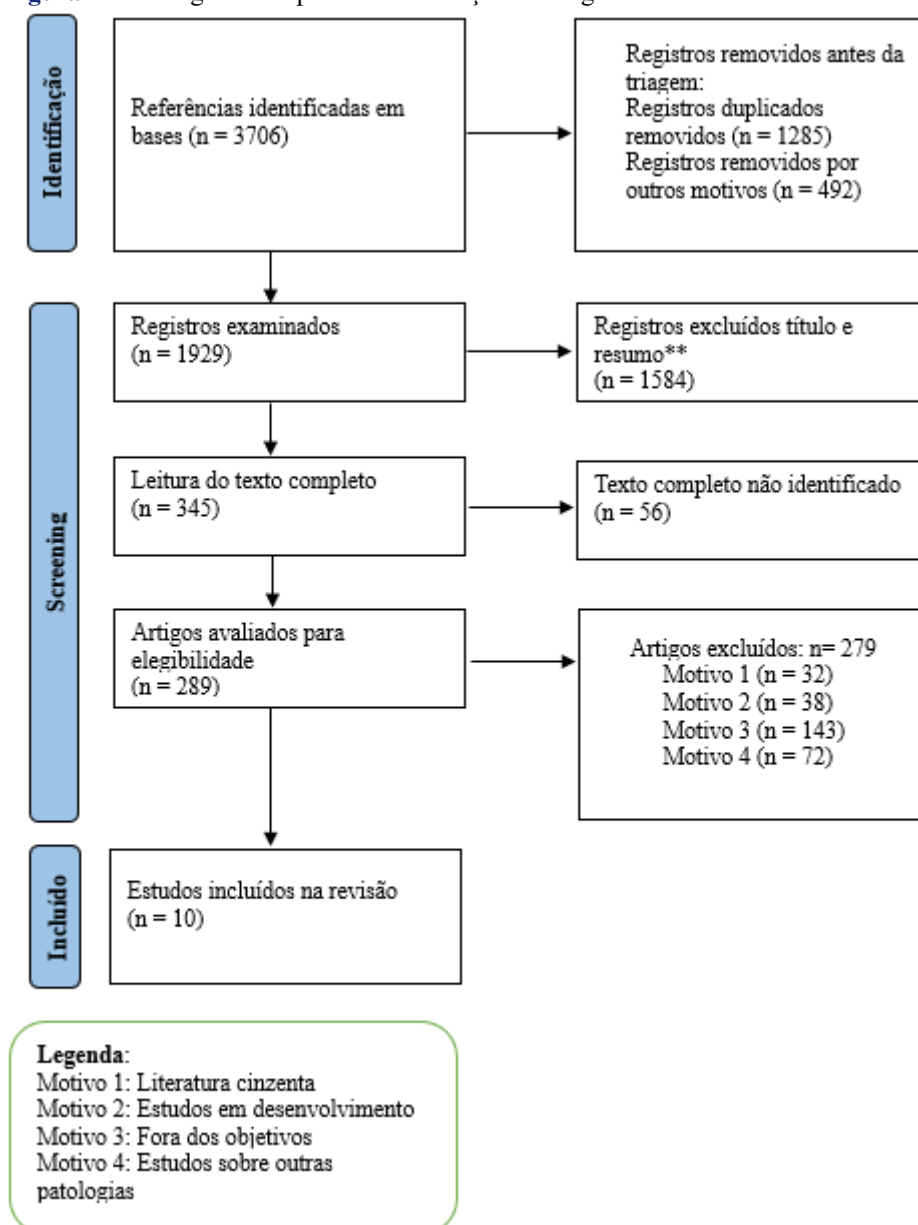 Identificação
Referências identificadas em
bases (n = 3706)
Registros removidos antes da
triagem:
Registros duplicados
removidos (n = 1285)
Registros removidos por
outros motivos (n = 492)
Screening
Registros examinados
(n = 1929)
Registros excluídos título e
resumo**
(n = 1584)
Leitura do texto completo
(n = 345)
Texto completo não identificado
(n = 56)
Artigos avaliados para
elegibilidade
(n = 289)
Artigos excluídos: n= 279
Motivo 1 (n = 32)
Motivo 2 (n = 38)
Motivo 3 (n = 143)
Motivo 4 (n = 72)
Incluído
Estudos incluídos na revisão
(n = 10)
Legenda:
Motivo 1: Literatura cinzenta
Motivo 2: Estudos em desenvolvimento
Motivo 3: Fora dos objetivos
Motivo 4: Estudos sobre outras
patologias